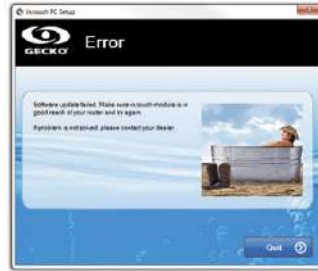 in.touch PC Setup
GECKO
Error
Software update failed. Make sure in.touch module is in
good reach of your router and try again.
If problem is not solved, please contact your dealer.
Quit